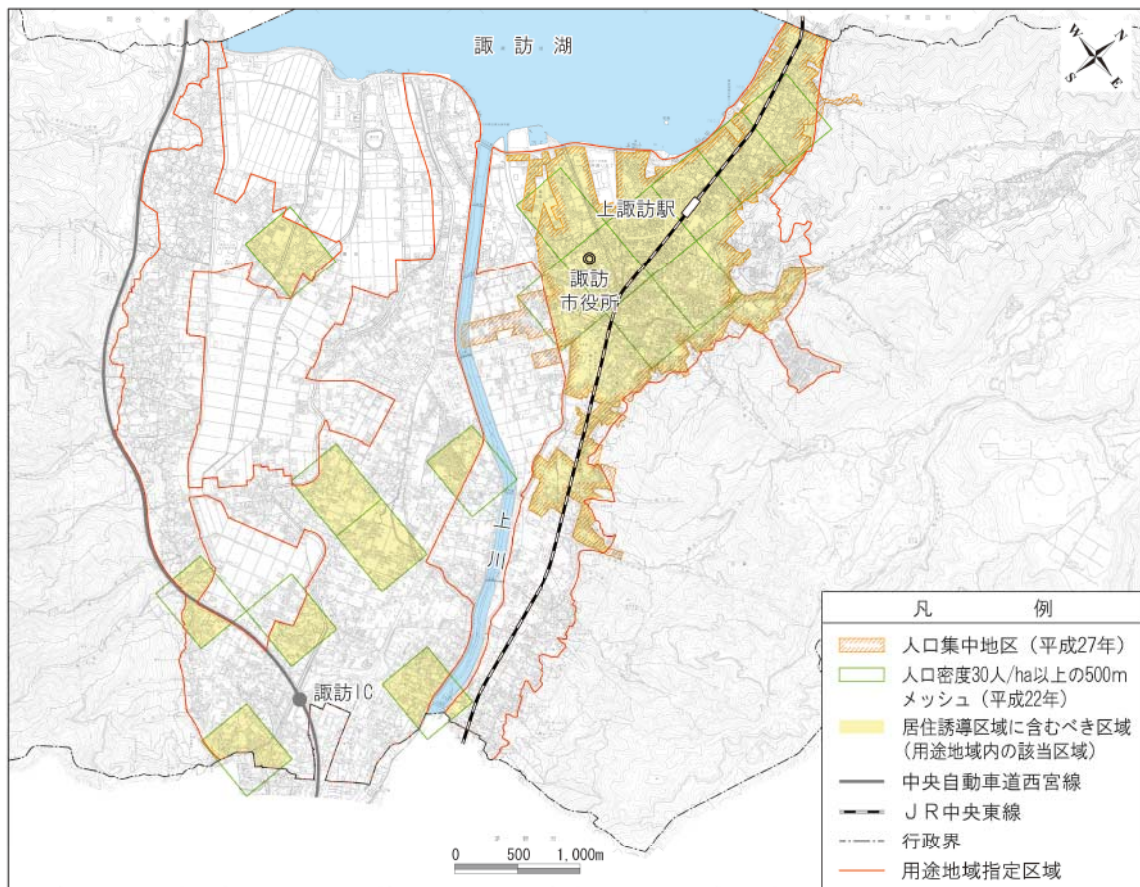 諏訪湖
N
W
S
E
上諏訪駅
諏訪
市役所
上川
諏訪IC
0 500 1,000m
凡 例
人口集中地区（平成27年）
人口密度30人/ha以上の500m
メッシュ（平成22年）
居住誘導区域に含むべき区域
（用途地域内の該当区域）
中央自動車道西宮線
ＪＲ中央東線
行政界
用途地域指定区域